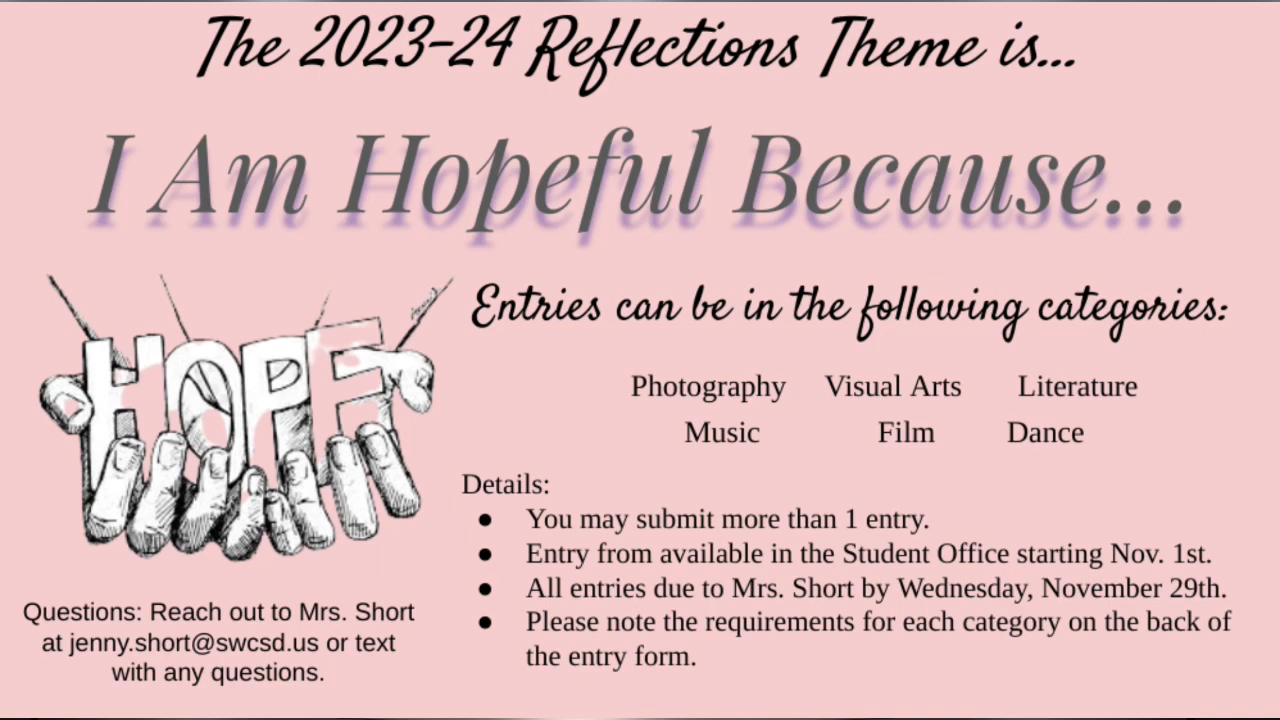 The 2023-24 Reflections Theme is...
I Am Hopeful Because...
HOPE
Entries can be in the following categories:
Photography Visual Arts Literature
Music Film Dance
Details:
● You may submit more than 1 entry.
● Entry from available in the Student Office starting Nov. 1st.
● All entries due to Mrs. Short by Wednesday, November 29th.
● Please note the requirements for each category on the back of
the entry form.
Questions: Reach out to Mrs. Short
at jenny.short@swcsd.us or text
with any questions.